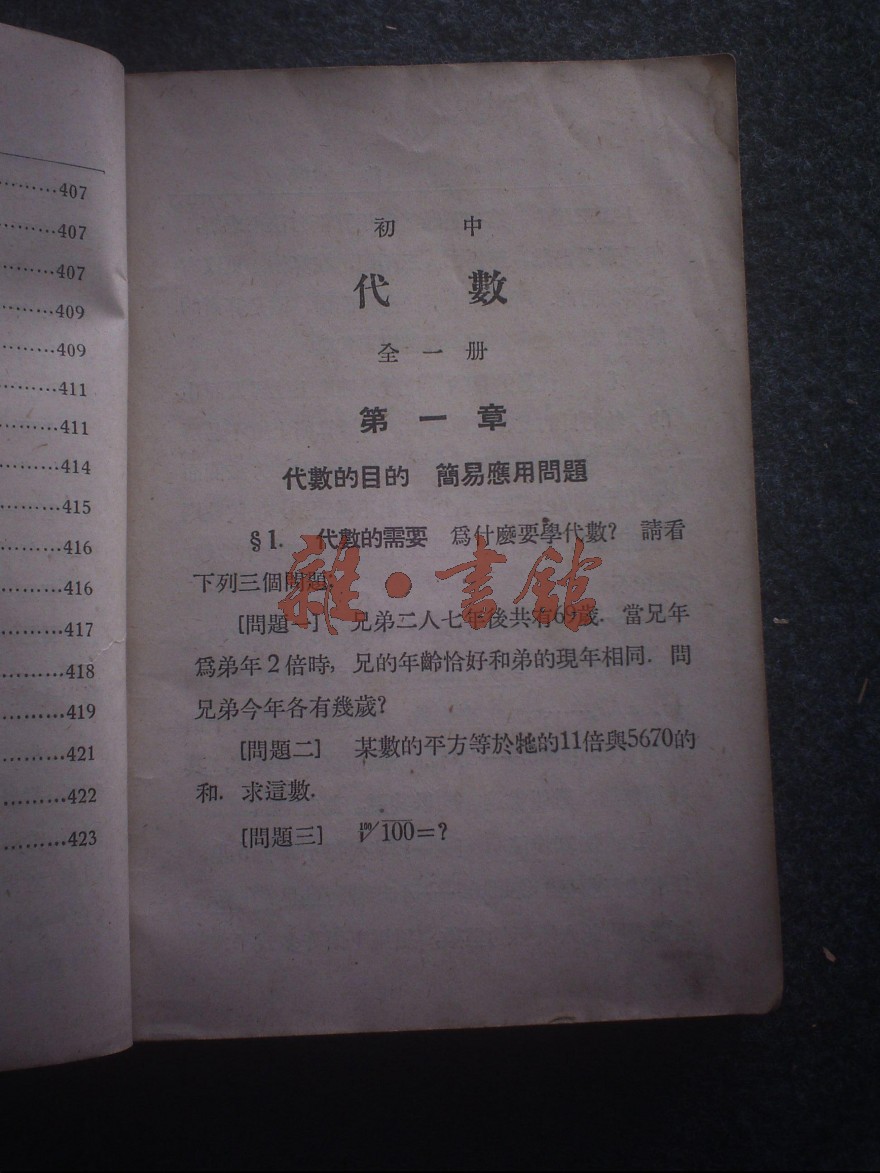 ………407
………407
………407
………409
………409
………411
………411
………414
………415
………416
………416
………417
………418
………419
………421
………422
………423
初中
代數
全一册
第一章
代數的目的 簡易應用問題
§1. 代數的需要 爲什麼要學代數? 請看
下列三個問題:
[問題一] 兄弟二人七年後共有69歲. 當兄年
爲弟年2倍時, 兄的年齡恰好和弟的現年相同. 問
兄弟今年各有幾歲?
[問題二] 某數的平方等於牠的11倍與5670的
和. 求這數.
[問題三] ¹⁰⁰√100=?
雜·書館